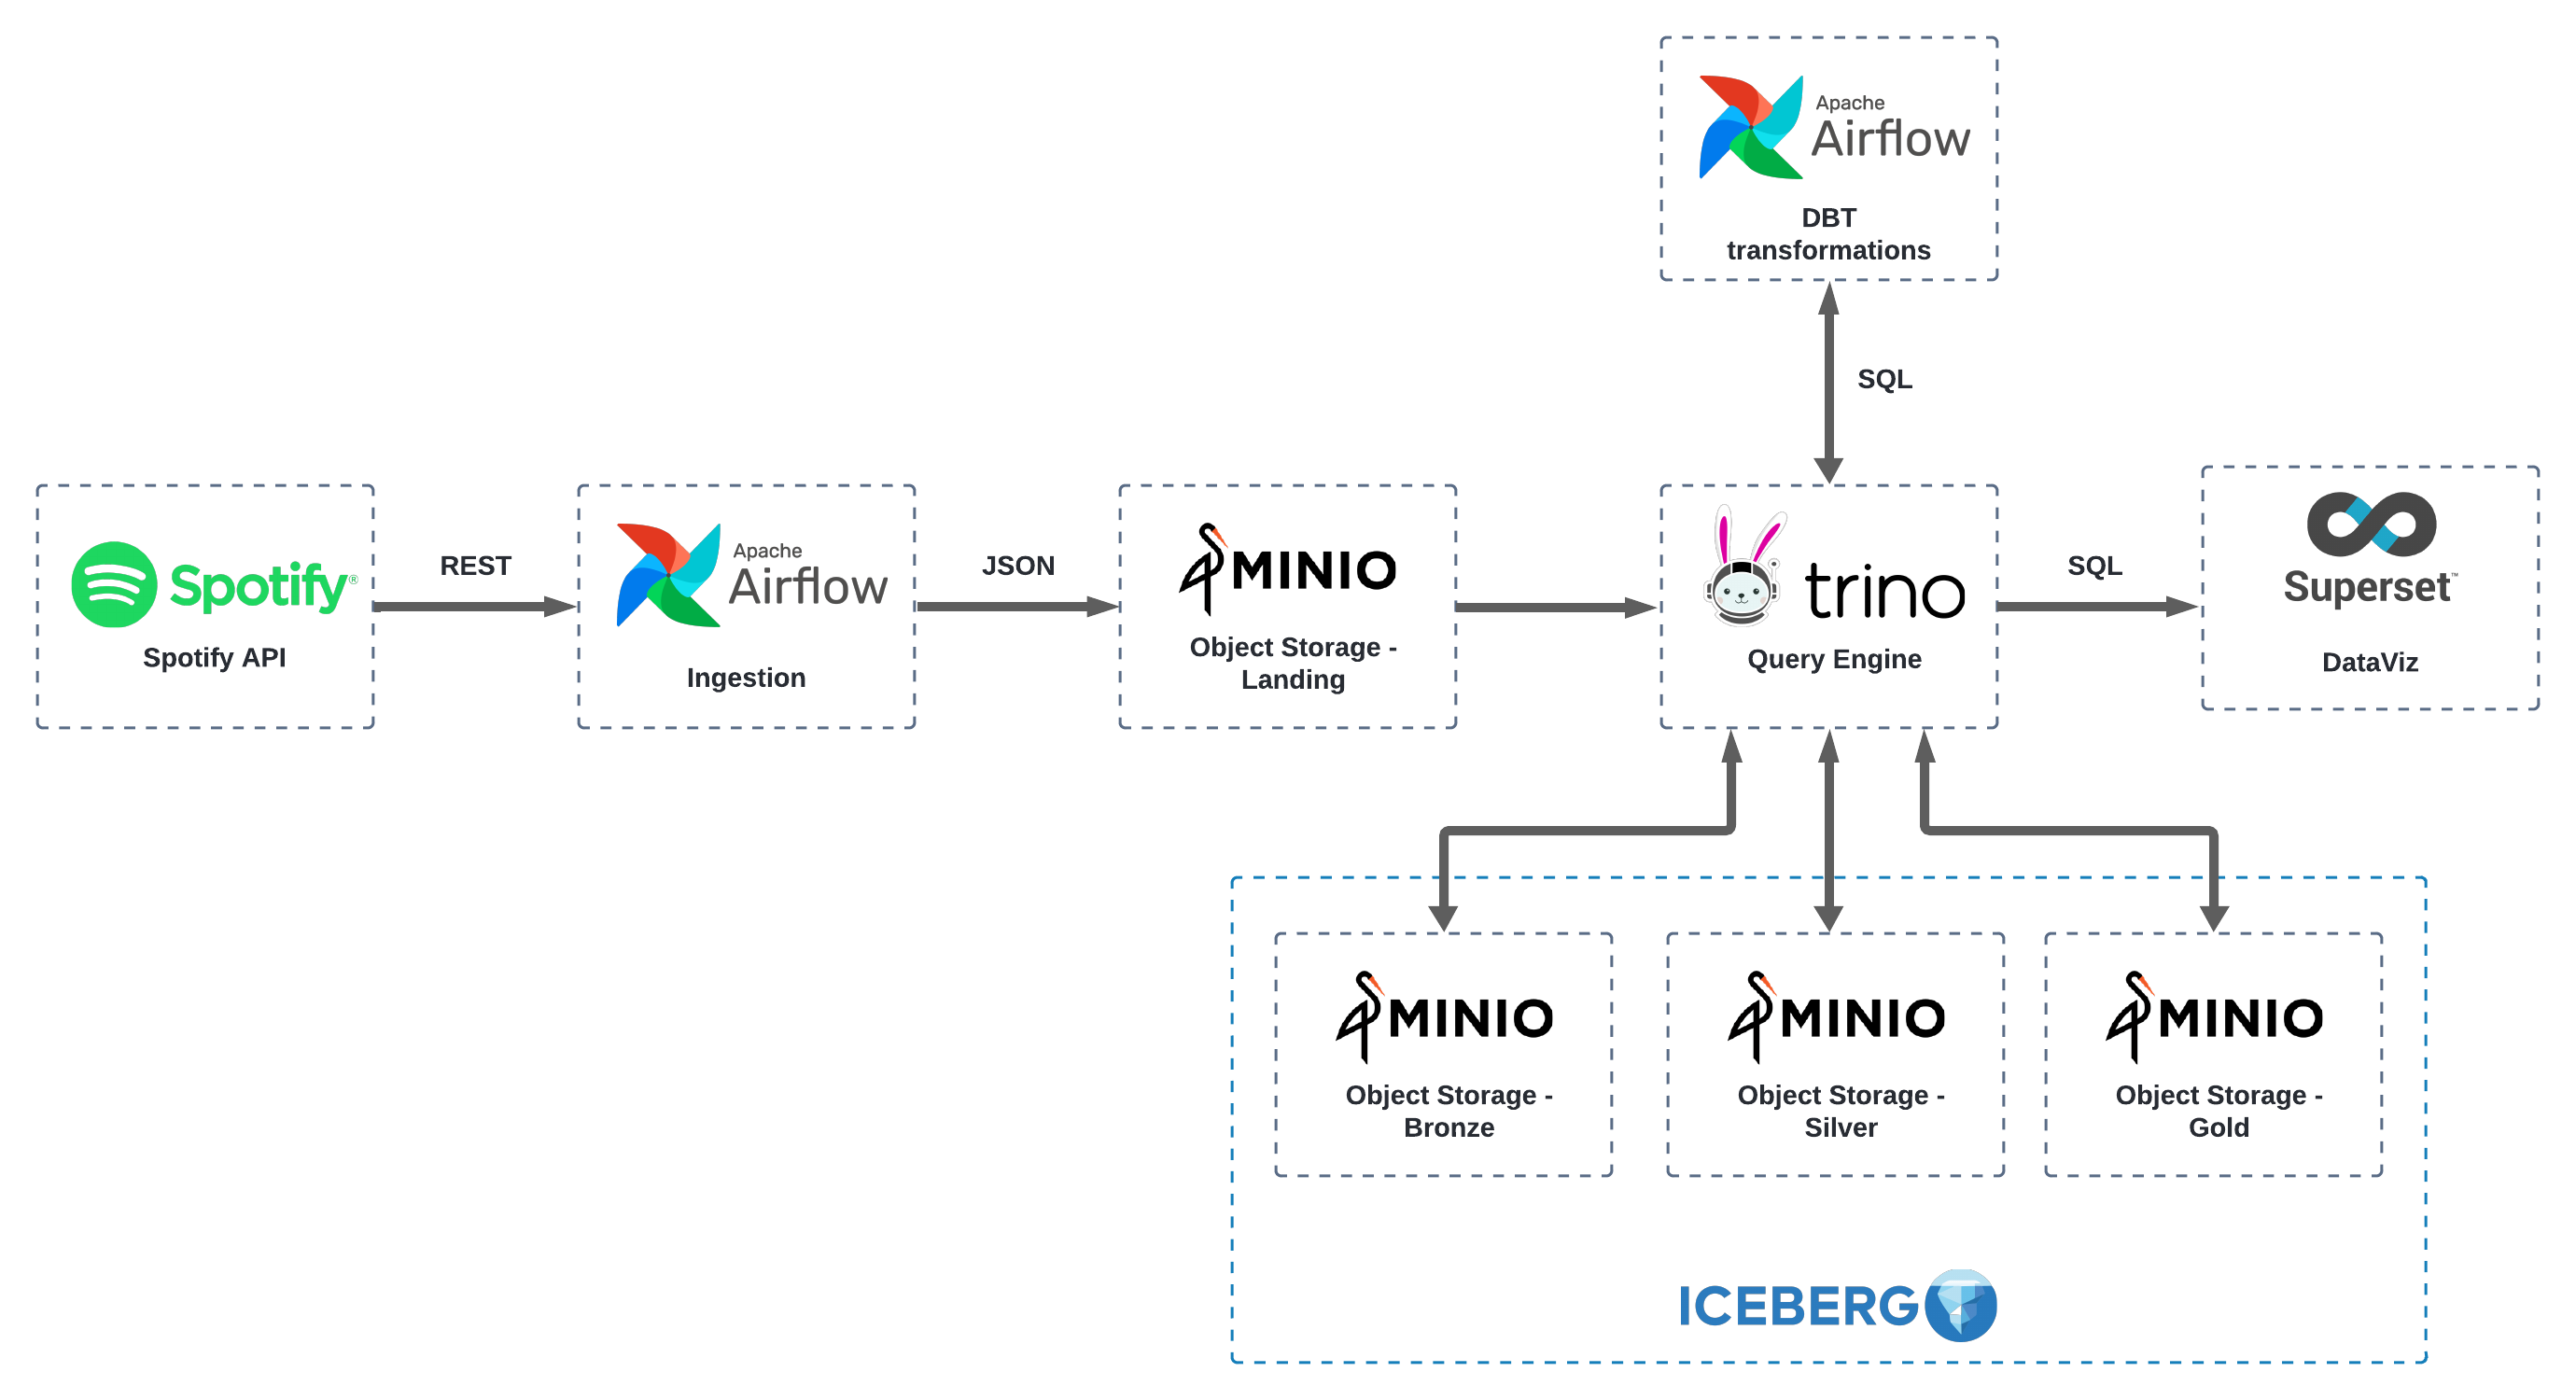 Apache
Airflow
DBT
transformations
SQL
Spotify®
Spotify API
REST
Apache
Airflow
Ingestion
JSON
MINIO
Object Storage -
Landing
trino
Query Engine
SQL
Superset™
DataViz
MINIO
Object Storage -
Bronze
MINIO
Object Storage -
Silver
MINIO
Object Storage -
Gold
ICEBERG